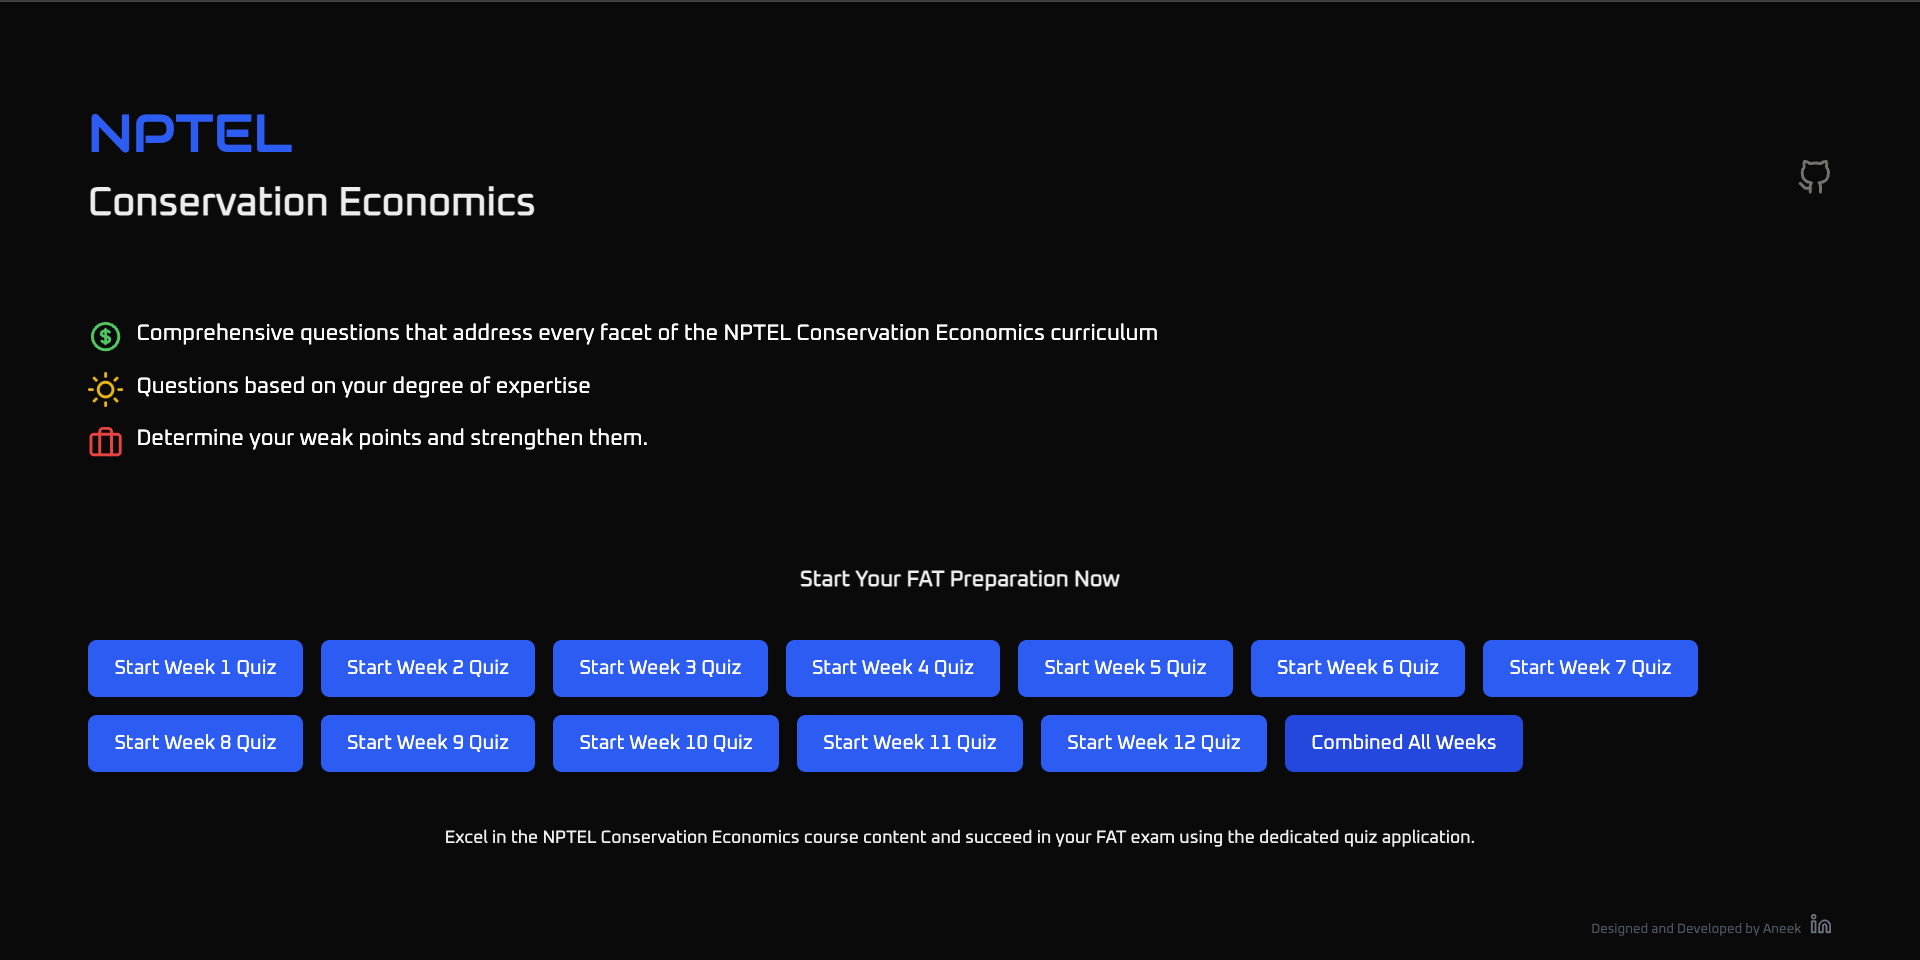 NPTEL
Conservation Economics
Comprehensive questions that address every facet of the NPTEL Conservation Economics curriculum
Questions based on your degree of expertise
Determine your weak points and strengthen them.
Start Your FAT Preparation Now
Start Week 1 Quiz
Start Week 2 Quiz
Start Week 3 Quiz
Start Week 4 Quiz
Start Week 5 Quiz
Start Week 6 Quiz
Start Week 7 Quiz
Start Week 8 Quiz
Start Week 9 Quiz
Start Week 10 Quiz
Start Week 11 Quiz
Start Week 12 Quiz
Combined All Weeks
Excel in the NPTEL Conservation Economics course content and succeed in your FAT exam using the dedicated quiz application.
Designed and Developed by Aneek